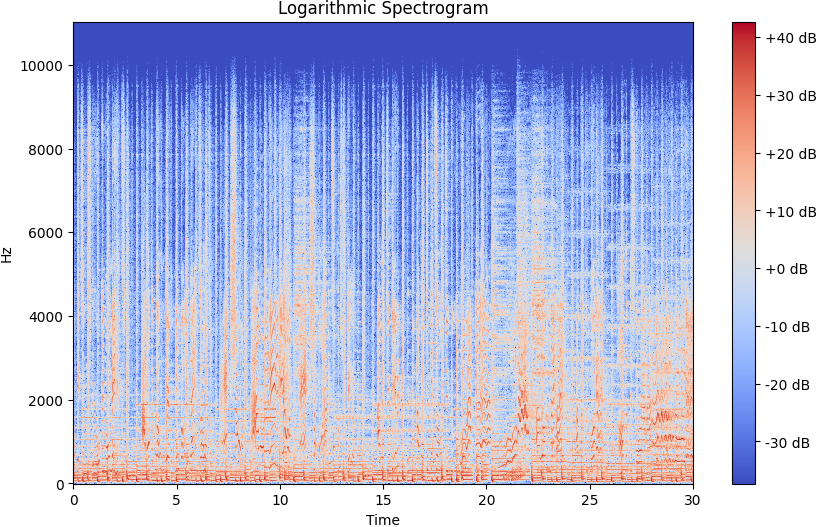 Logarithmic Spectrogram
Hz
10000
8000
6000
4000
2000
0
0 5 10 15 20 25 30
Time
+40 dB
+30 dB
+20 dB
+10 dB
+0 dB
-10 dB
-20 dB
-30 dB